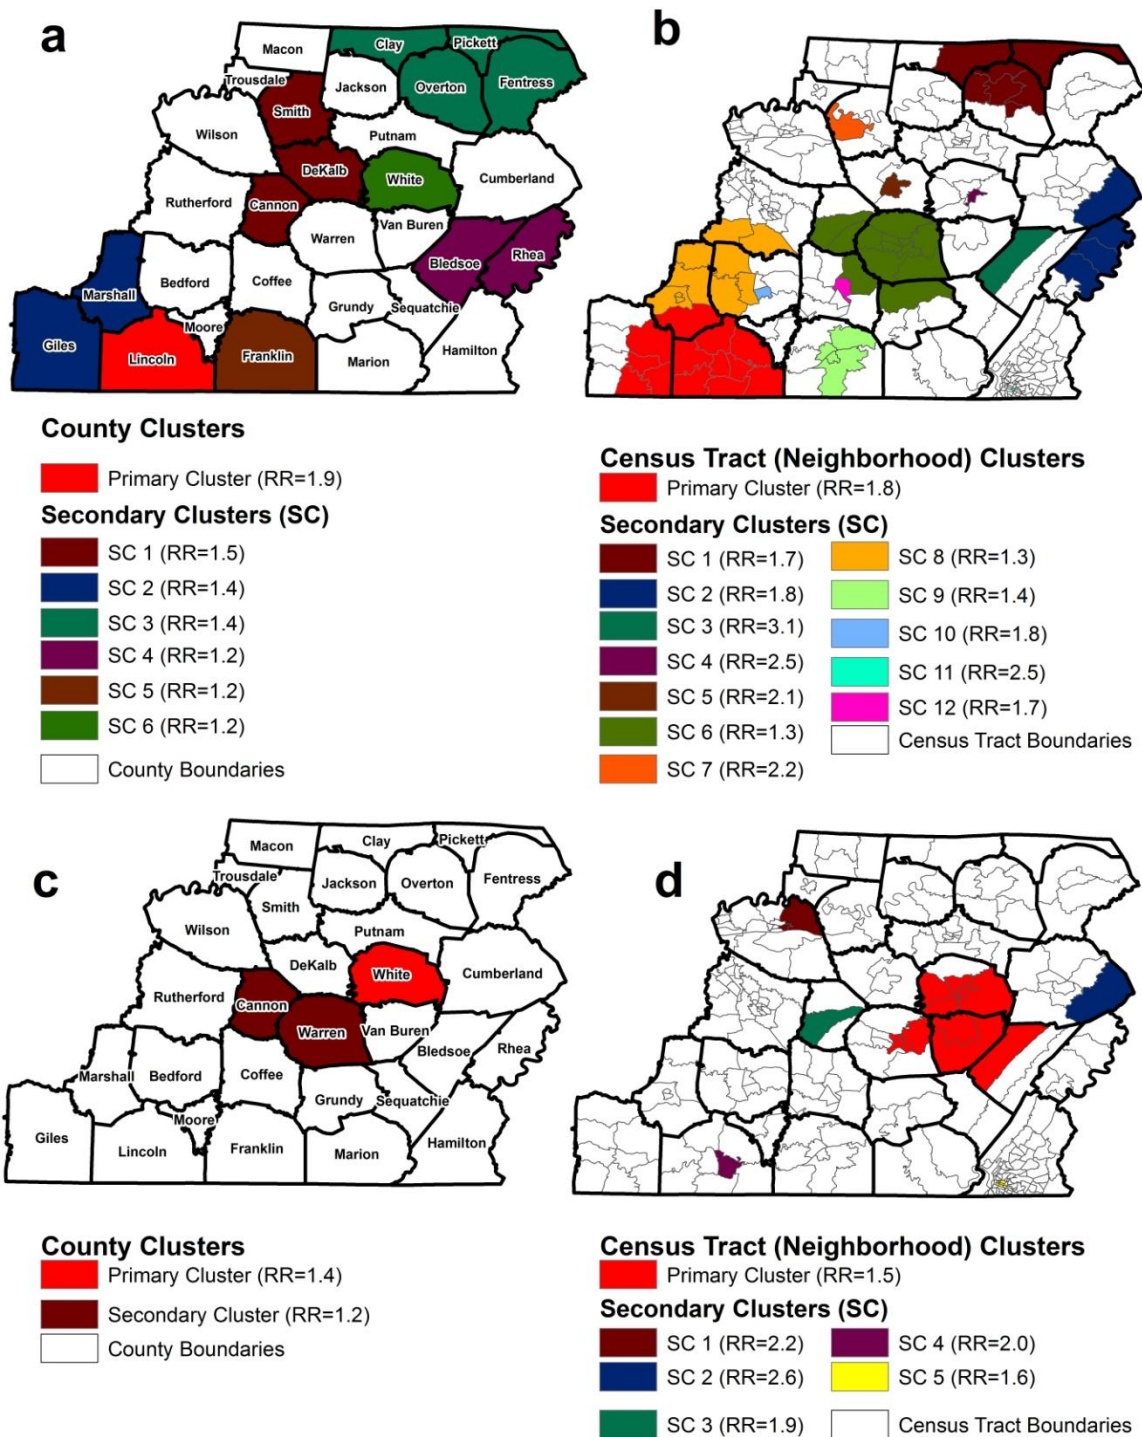 a
Macon
Clay
Pickett
Trousdale
Jackson
Overton
Fentress
Smith
Wilson
Putnam
DeKalb
White
Cumberland
Rutherford
Cannon
Van Buren
Warren
Bledsoe
Rhea
Marshall
Bedford
Coffee
Grundy
Sequatchie
Moore
Giles
Lincoln
Franklin
Marion
Hamilton
County Clusters
Primary Cluster (RR=1.9)
Secondary Clusters (SC)
SC 1 (RR=1.5)
SC 2 (RR=1.4)
SC 3 (RR=1.4)
SC 4 (RR=1.2)
SC 5 (RR=1.2)
SC 6 (RR=1.2)
County Boundaries
b
Census Tract (Neighborhood) Clusters
Primary Cluster (RR=1.8)
Secondary Clusters (SC)
SC 1 (RR=1.7)
SC 2 (RR=1.8)
SC 3 (RR=3.1)
SC 4 (RR=2.5)
SC 5 (RR=2.1)
SC 6 (RR=1.3)
SC 7 (RR=2.2)
SC 8 (RR=1.3)
SC 9 (RR=1.4)
SC 10 (RR=1.8)
SC 11 (RR=2.5)
SC 12 (RR=1.7)
Census Tract Boundaries
c
Macon
Clay
Pickett
Trousdale
Jackson
Overton
Fentress
Smith
Wilson
Putnam
DeKalb
White
Cumberland
Rutherford
Cannon
Warren
Van Buren
Bledsoe
Rhea
Marshall
Bedford
Coffee
Grundy
Sequatchie
Moore
Giles
Lincoln
Franklin
Marion
Hamilton
County Clusters
Primary Cluster (RR=1.4)
Secondary Cluster (RR=1.2)
County Boundaries
d
Census Tract (Neighborhood) Clusters
Primary Cluster (RR=1.5)
Secondary Clusters (SC)
SC 1 (RR=2.2)
SC 2 (RR=2.6)
SC 3 (RR=1.9)
SC 4 (RR=2.0)
SC 5 (RR=1.6)
Census Tract Boundaries